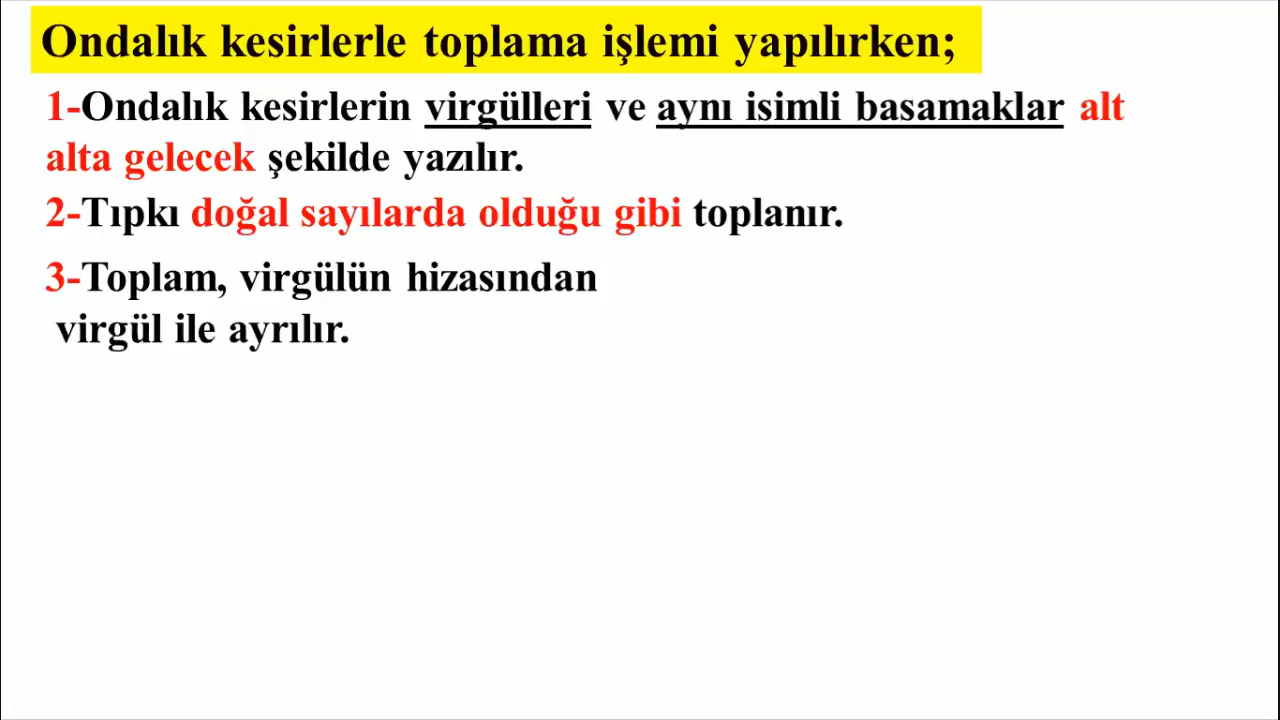 Ondalık kesirlerle toplama işlemi yapılırken;
1-Ondalık kesirlerin virgülleri ve aynı isimli basamaklar alt
alta gelecek şekilde yazılır.
2-Tıpkı doğal sayılarda olduğu gibi toplanır.
3-Toplam, virgülün hizasından
virgül ile ayrılır.